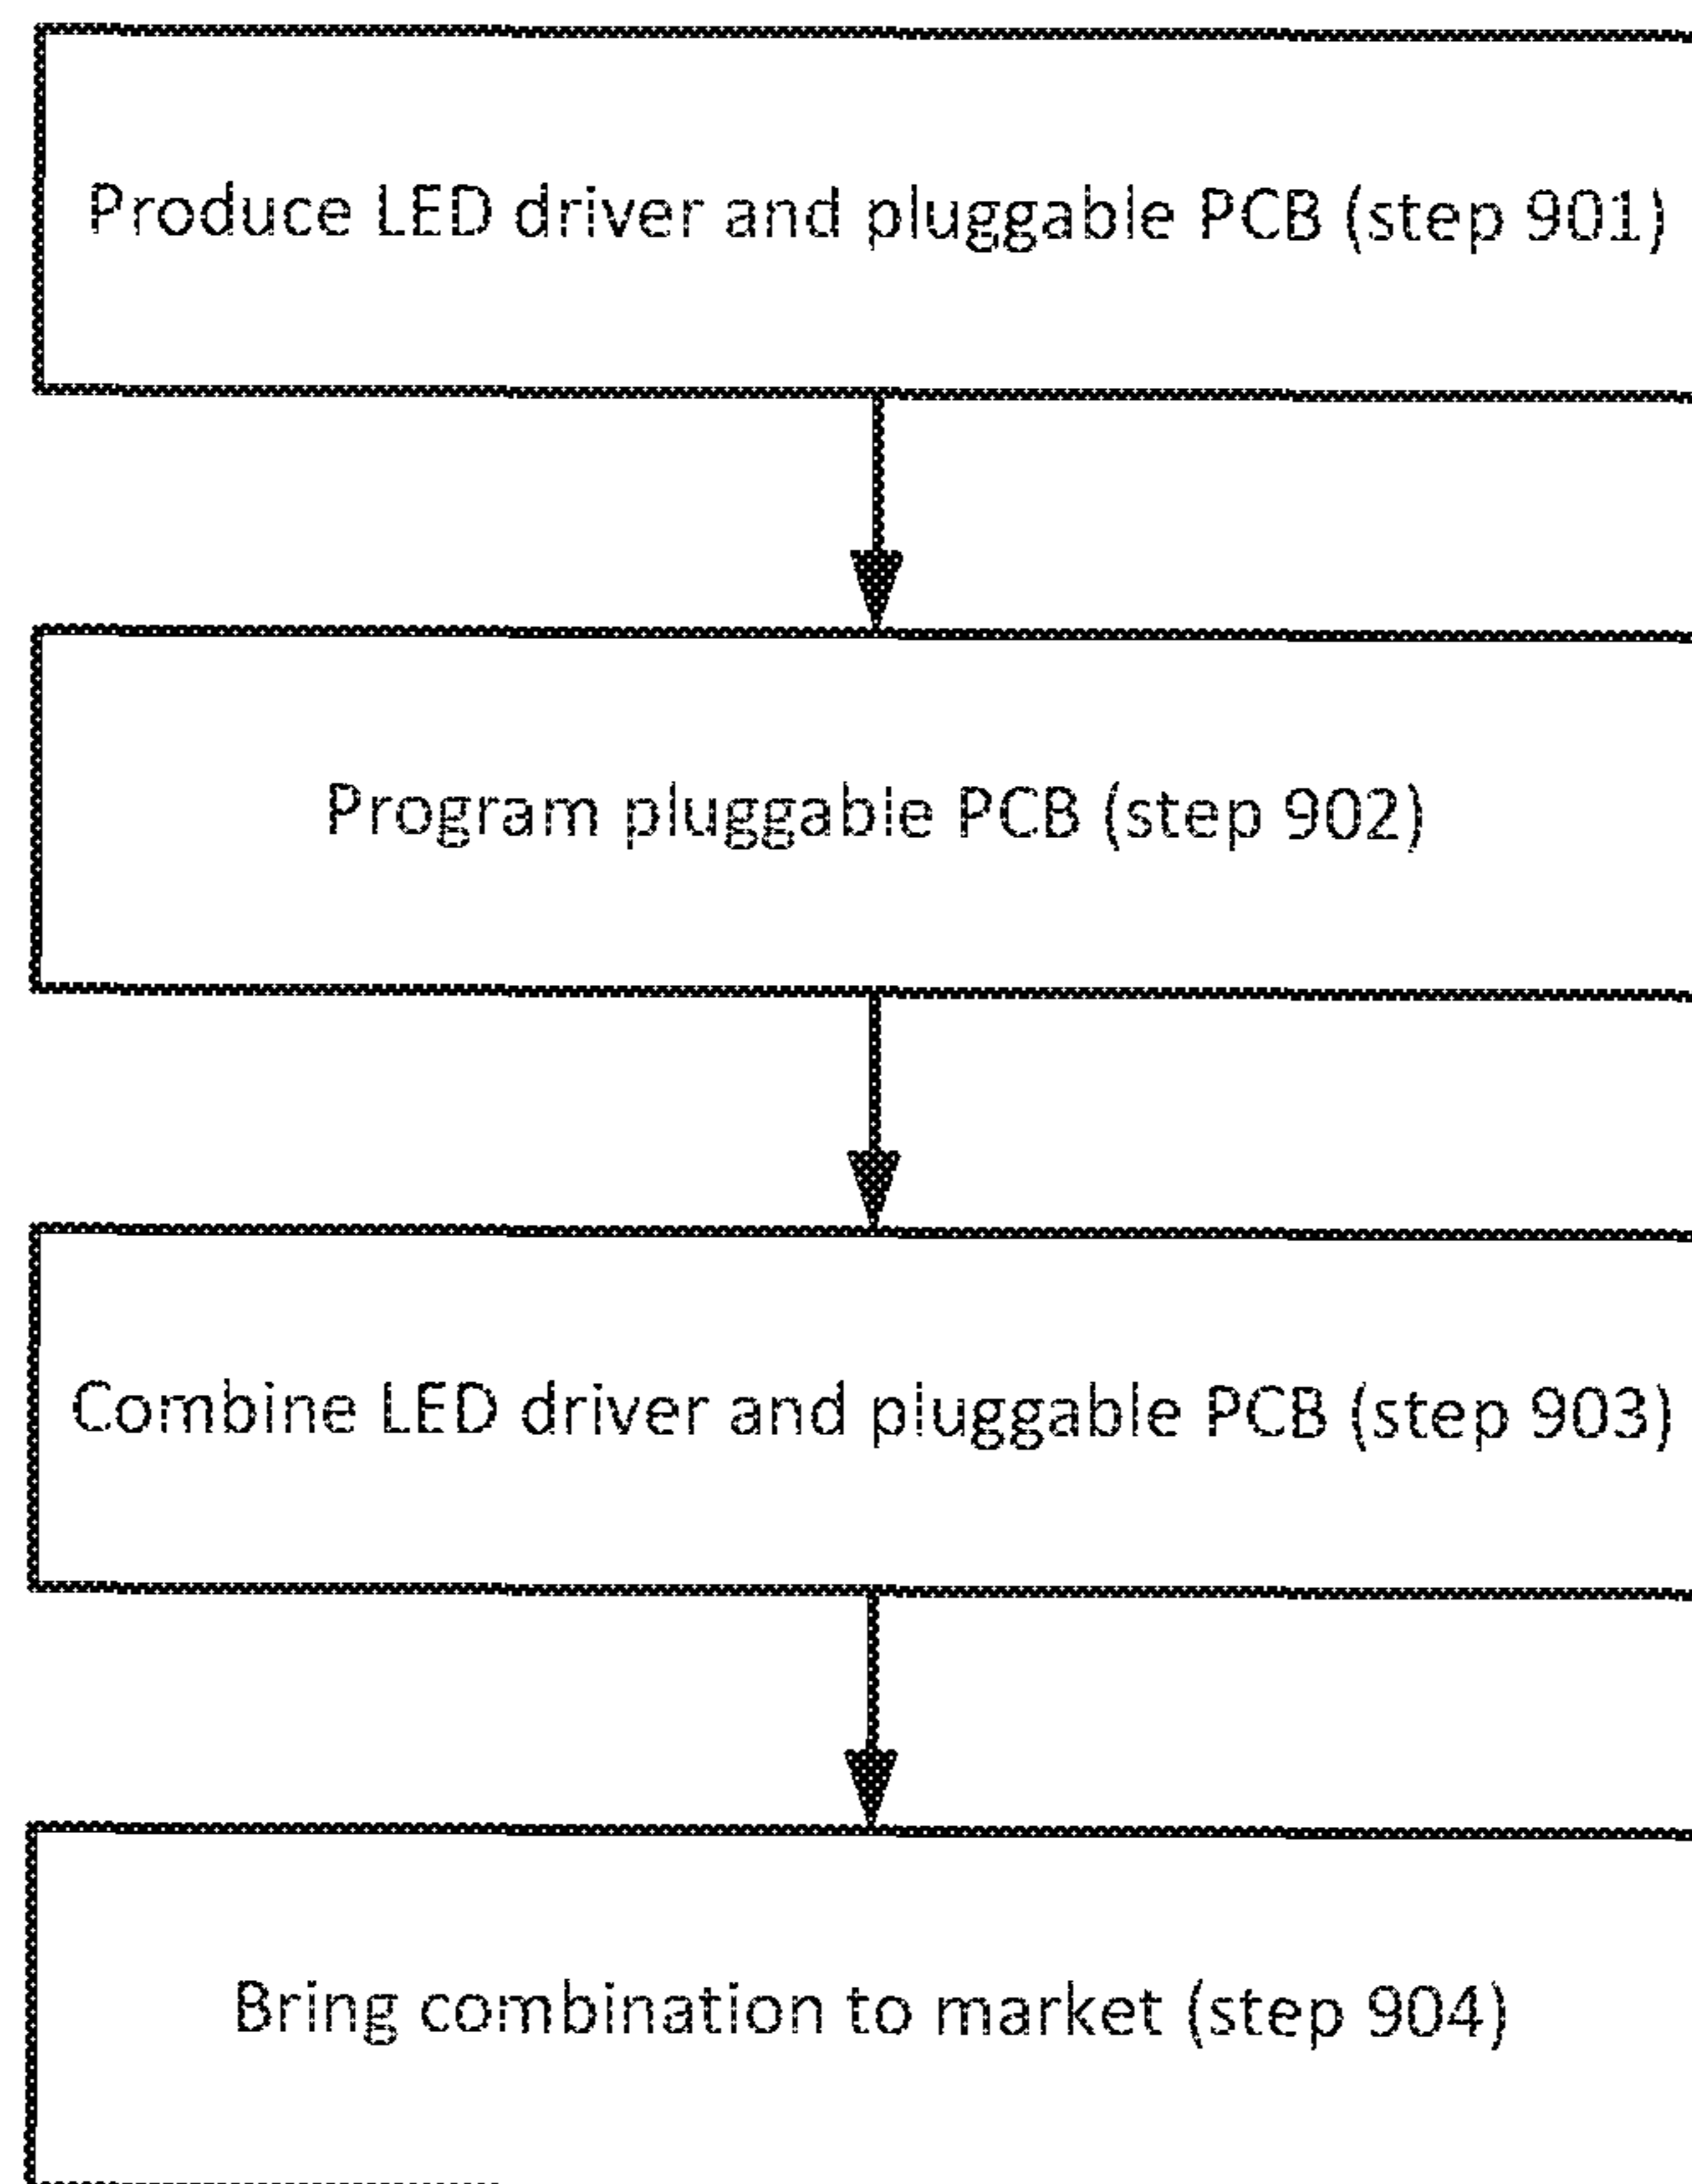 Produce LED driver and pluggable PCB (step 901)
Program pluggable PCB (step 902)
Combine LED driver and pluggable PCB (step 903)
Bring combination to market (step 904)